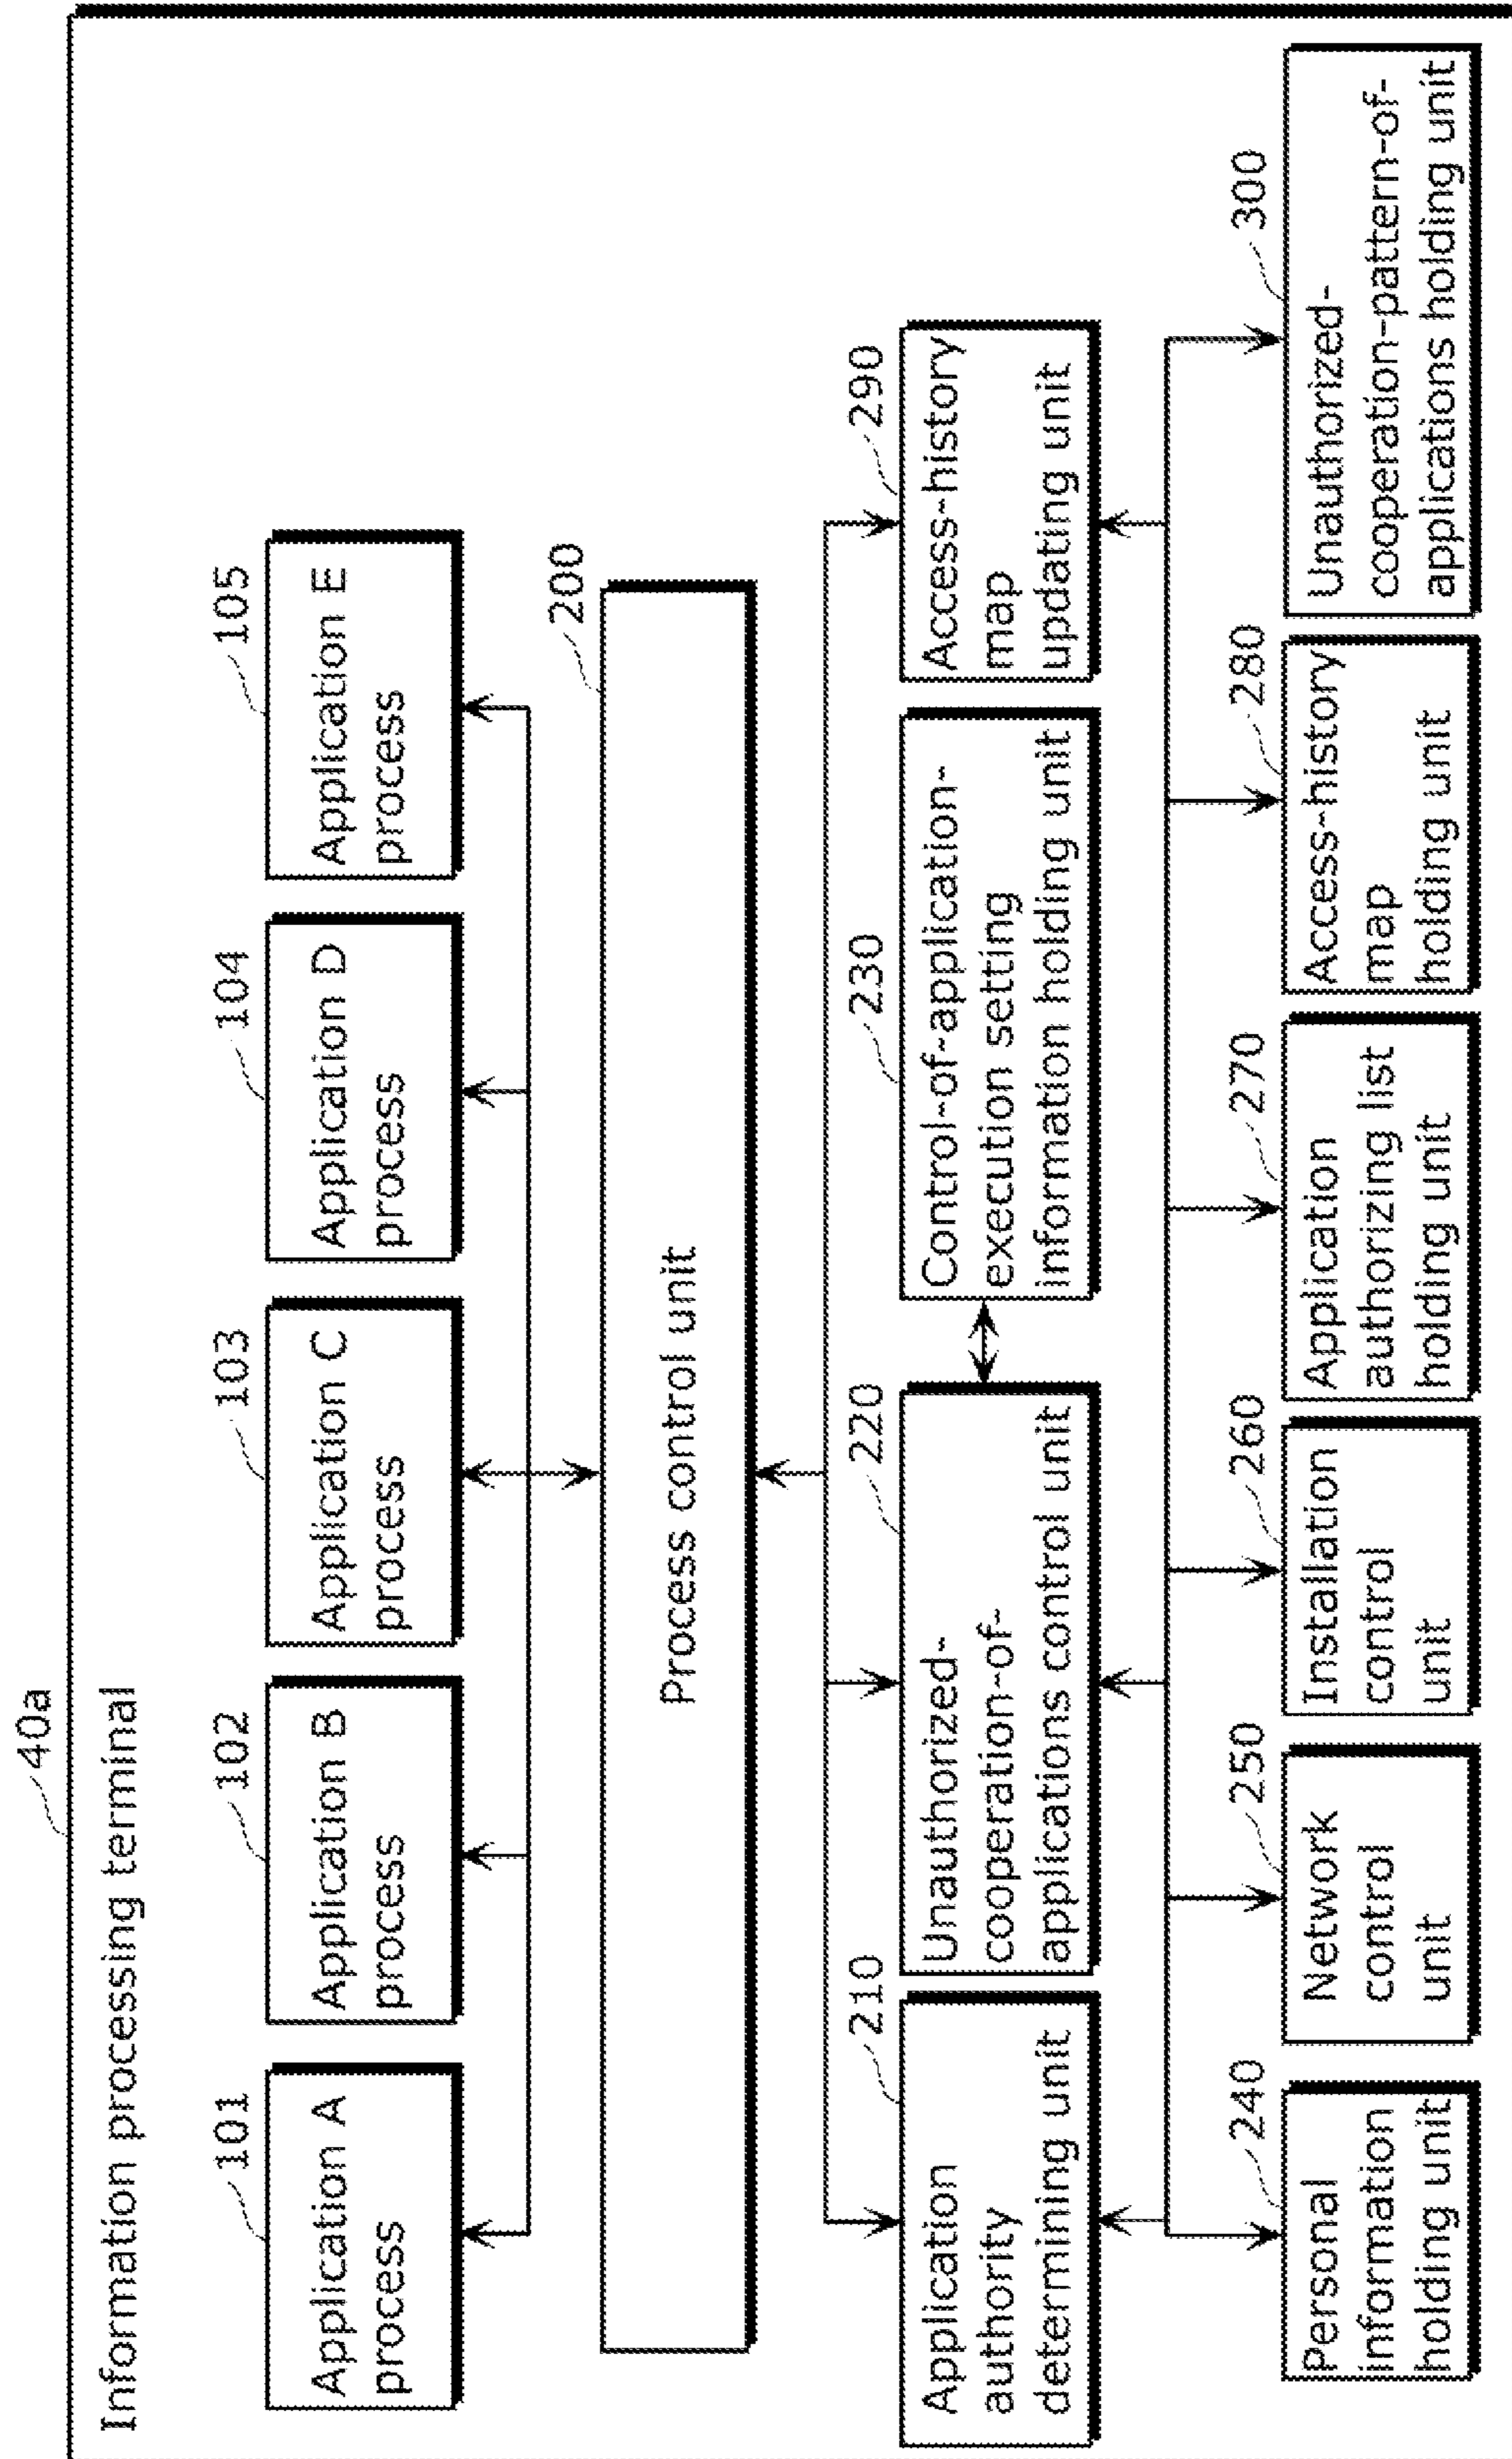 40a
Information processing terminal
101
Application A
process
102
Application B
process
103
Application C
process
104
Application D
process
105
Application E
process
200
Process control unit
210
Application
authority
determining unit
220
Unauthorized-
cooperation-of-
applications control unit
230
Control-of-application-
execution setting
information holding unit
290
Access-history
map
updating unit
240
Personal
information
holding unit
250
Network
control
unit
260
Installation
control
unit
270
Application
authorizing list
holding unit
280
Access-history
map
holding unit
300
Unauthorized-
cooperation-pattern-of-
applications holding unit